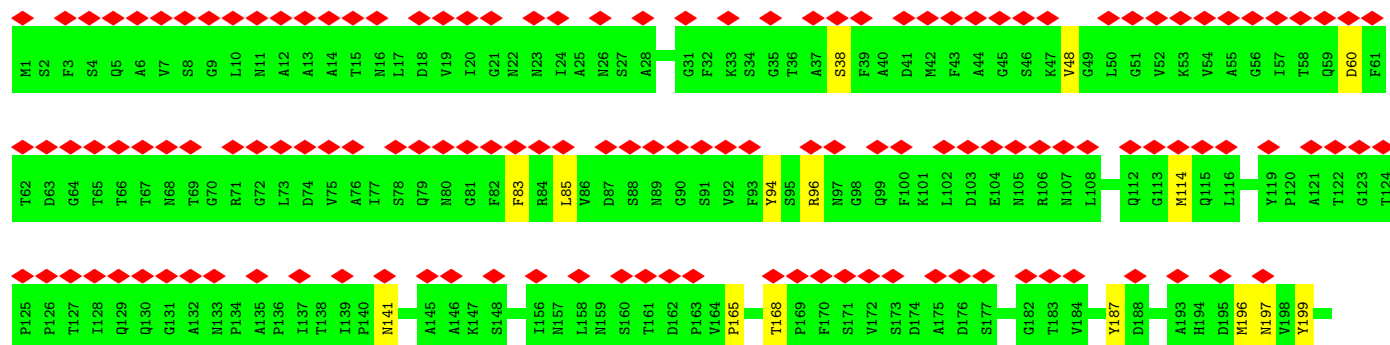 M1 S2 F3 S4 Q5 A6 V7 S8 G9 L10 N11 A12 A13 A14 T15 N16 L17 D18 V19 I20 G21 N22 N23 I24 A25 N26 S27 A28 G31 F32 K33 S34 G35 T36 A37 S38 F39 A40 D41 M42 F43 A44 G45 S46 K47 V48 G49 L50 G51 V52 K53 V54 A55 G56 I57 T58 Q59 D60 F61
T62 D63 G64 T65 T66 T67 N68 T69 G70 R71 G72 L73 D74 V75 A76 I77 S78 Q79 N80 G81 F82 F83 R84 L85 V86 D87 S88 N89 G90 S91 V92 F93 Y94 S95 R96 N97 G98 Q99 F100 K101 L102 D103 E104 N105 R106 N107 L108 Q112 G113 M114 Q115 L116 Y119 P120 A121 T122 G123 T124
P125 P126 T127 I128 Q129 Q130 G131 A132 N133 P134 A135 P136 I137 T138 I139 P140 N141 A145 A146 K147 S148 I156 N157 L158 N159 S160 T161 D162 P163 V164 P165 T168 P169 F170 S171 V172 S173 D174 A175 D176 S177 G182 T183 V184 Y187 D188 A193 H194 D195 M196 N197 V198 Y199